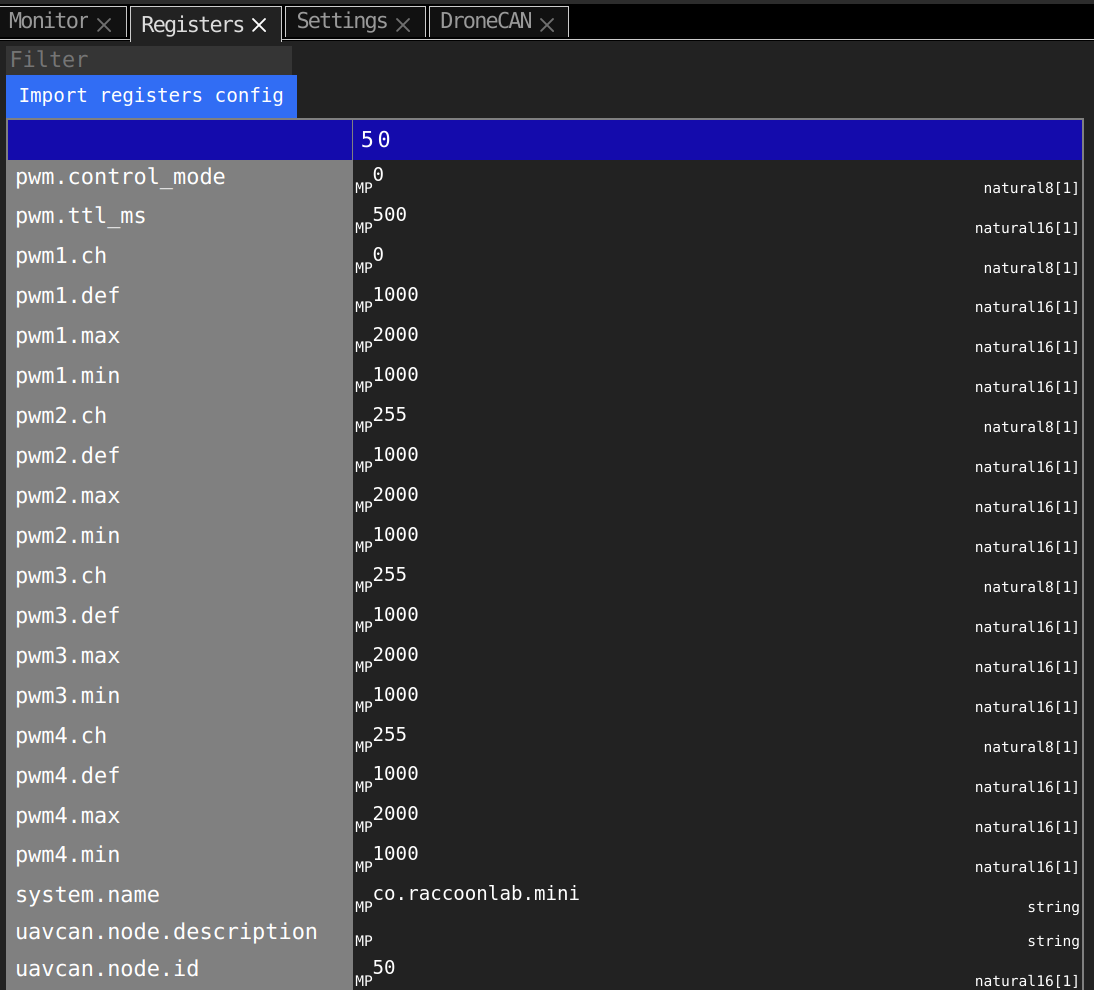 Monitor × Registers × Settings × DroneCAN ×
Filter
Import registers config
50
pwm.control_mode MP 0 natural8[1]
pwm.ttl_ms MP 500 natural16[1]
pwm1.ch MP 0 natural8[1]
pwm1.def MP 1000 natural16[1]
pwm1.max MP 2000 natural16[1]
pwm1.min MP 1000 natural16[1]
pwm2.ch MP 255 natural8[1]
pwm2.def MP 1000 natural16[1]
pwm2.max MP 2000 natural16[1]
pwm2.min MP 1000 natural16[1]
pwm3.ch MP 255 natural8[1]
pwm3.def MP 1000 natural16[1]
pwm3.max MP 2000 natural16[1]
pwm3.min MP 1000 natural16[1]
pwm4.ch MP 255 natural8[1]
pwm4.def MP 1000 natural16[1]
pwm4.max MP 2000 natural16[1]
pwm4.min MP 1000 natural16[1]
system.name MP co.raccoonlab.mini string
uavcan.node.description MP string
uavcan.node.id MP 50 natural16[1]